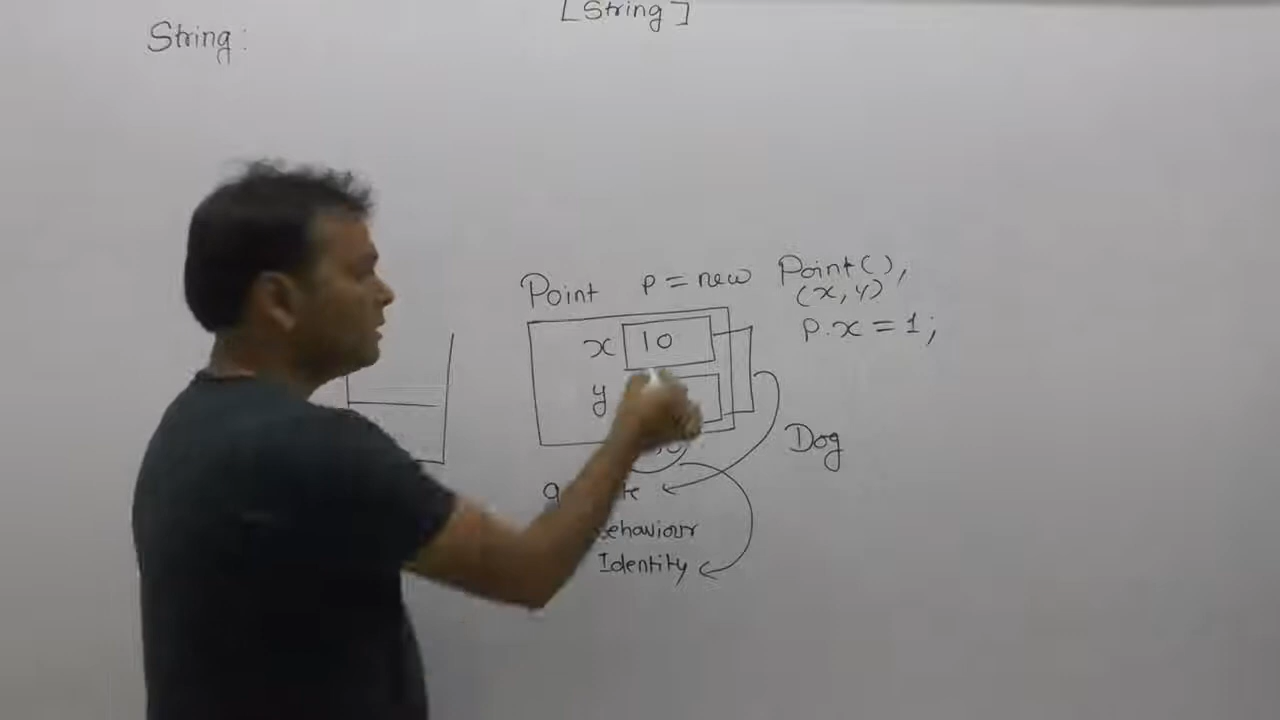 [String]
String:
Point p = new Point(),
(x, y)
x 10
p.x = 1;
y
Dog
Behaviour
Identity